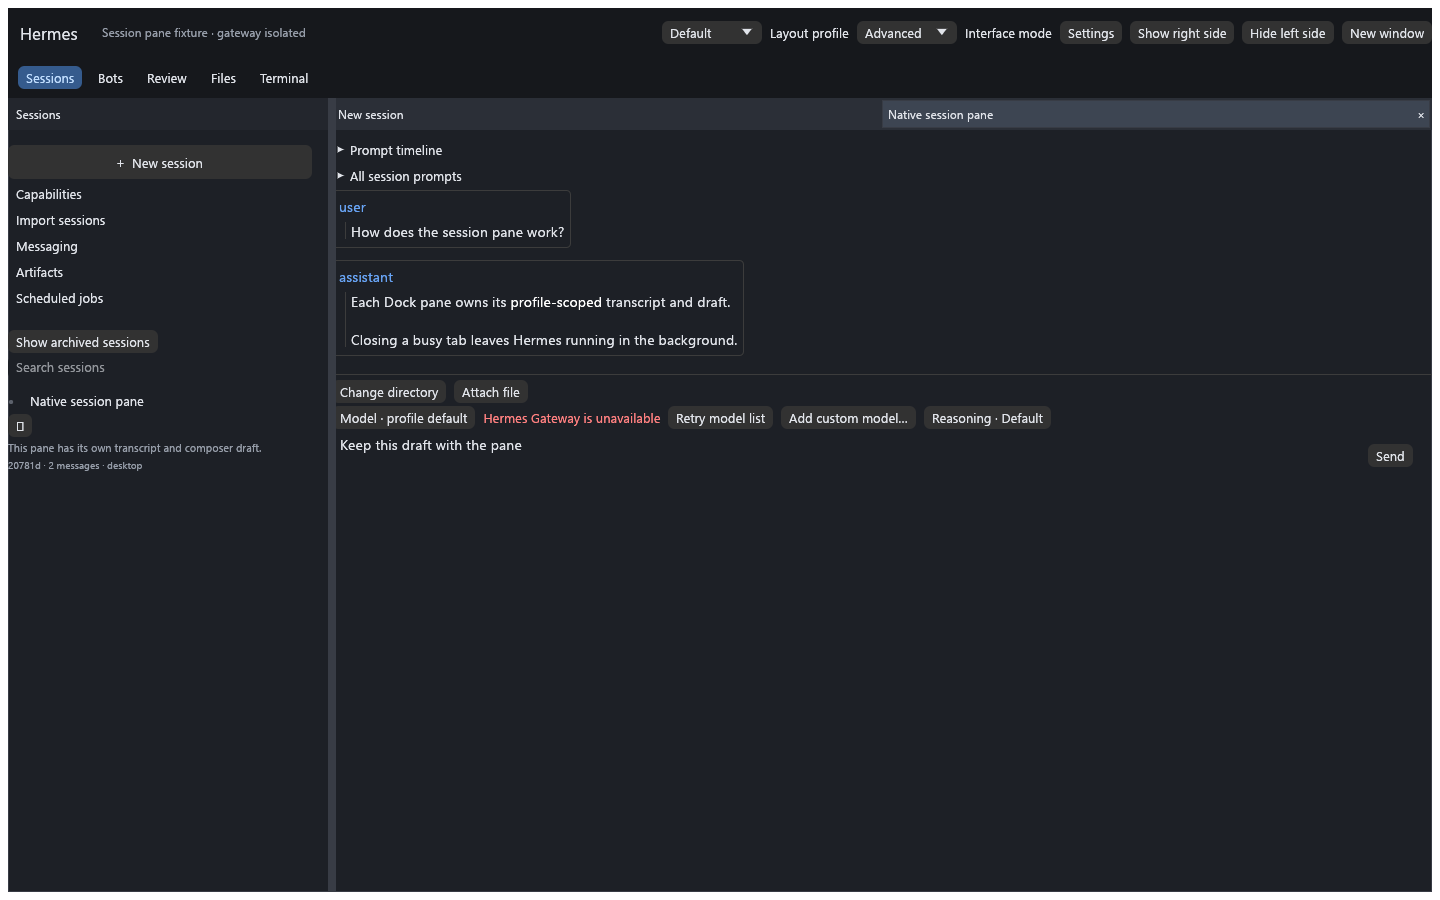 Hermes Session pane fixture · gateway isolated Default Layout profile Advanced Interface mode Settings Show right side Hide left side New window
Sessions Bots Review Files Terminal
Sessions
+ New session
Capabilities
Import sessions
Messaging
Artifacts
Scheduled jobs
Show archived sessions
Search sessions
Native session pane
This pane has its own transcript and composer draft.
20781d · 2 messages · desktop
New session Native session pane ×
Prompt timeline
All session prompts
user
How does the session pane work?
assistant
Each Dock pane owns its profile-scoped transcript and draft.
Closing a busy tab leaves Hermes running in the background.
Change directory Attach file
Model · profile default Hermes Gateway is unavailable Retry model list Add custom model... Reasoning · Default
Keep this draft with the pane
Send